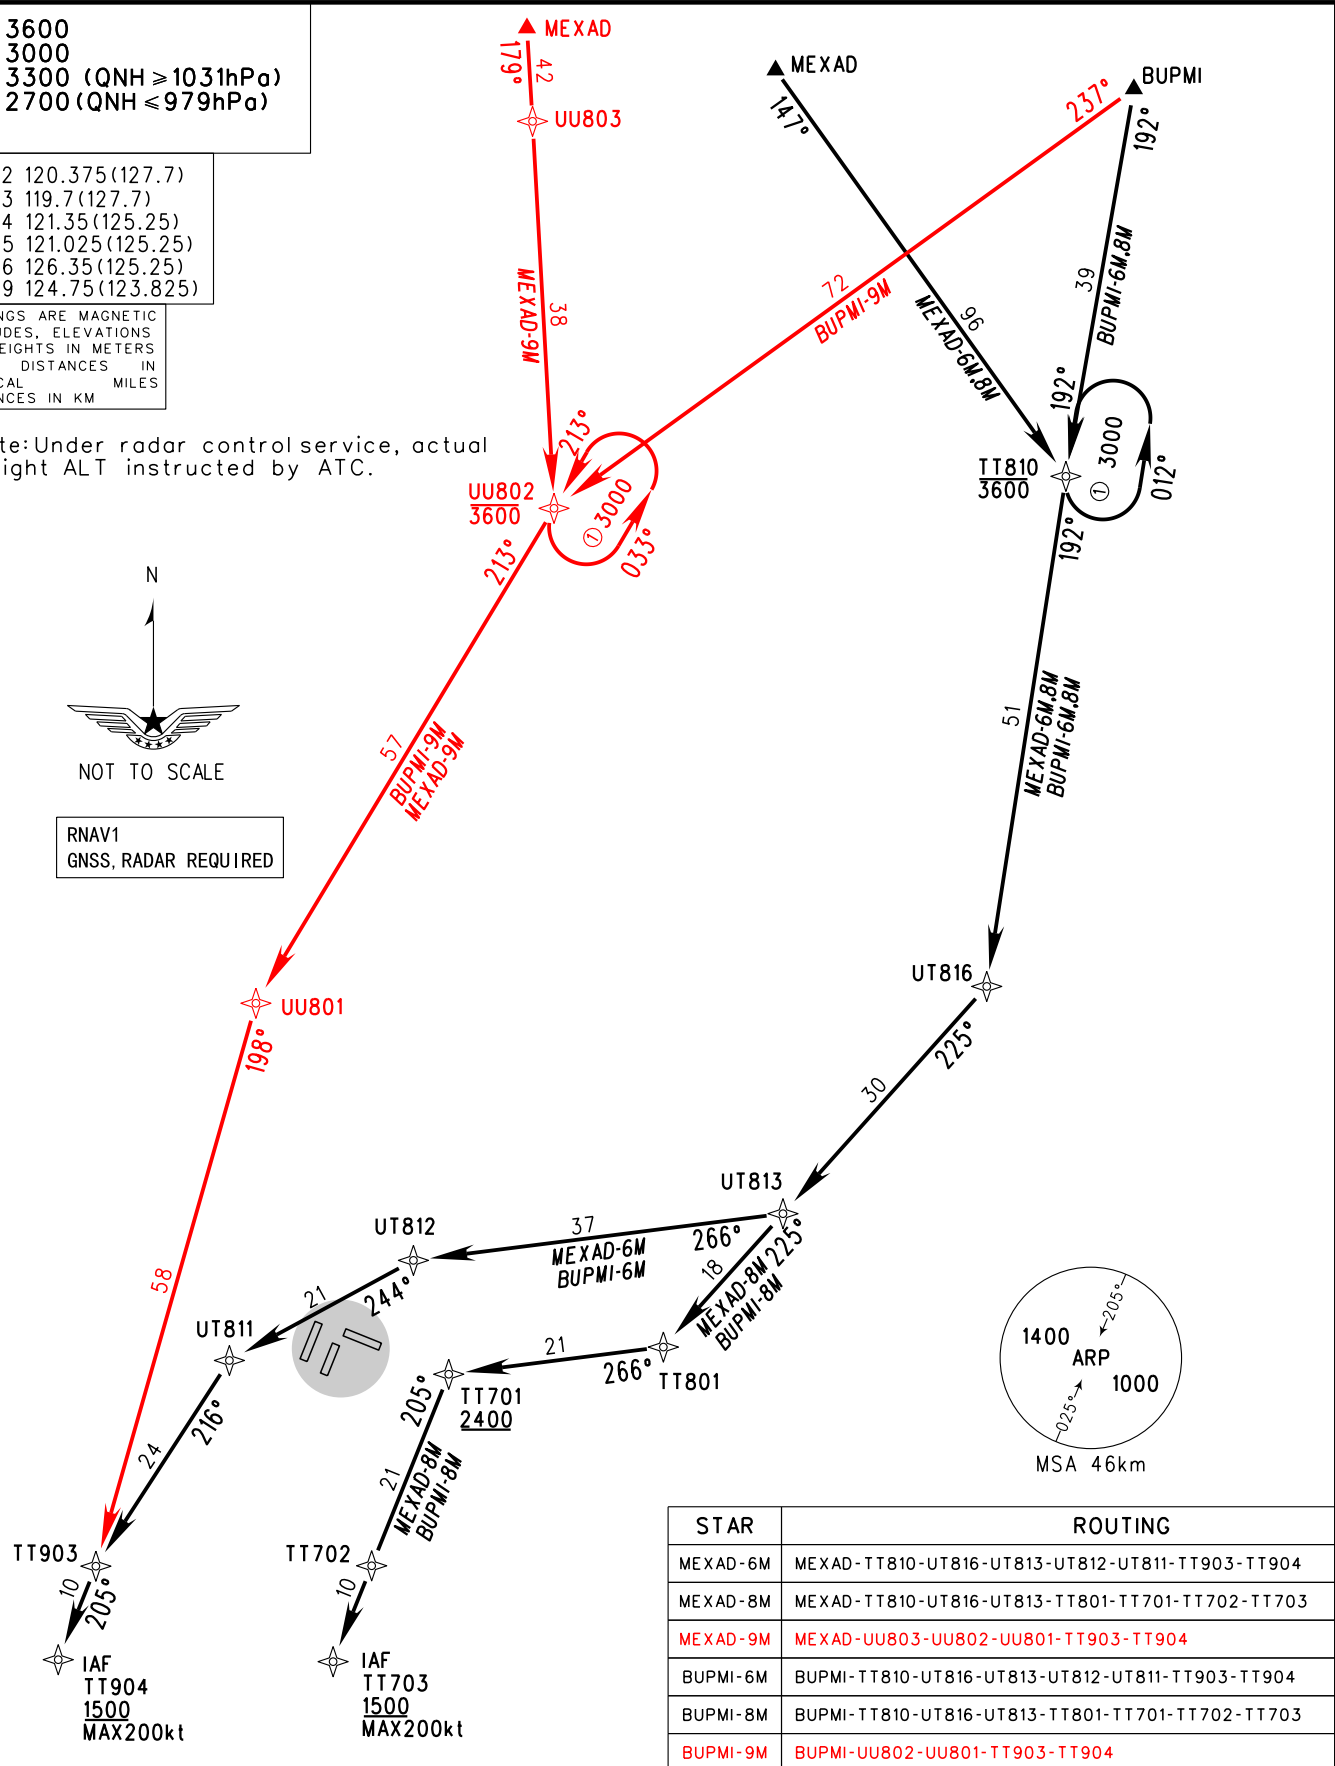 3600
3000
3300 (QNH ≥ 1031hPa)
2700 (QNH ≤ 979hPa)
2 120.375(127.7)
3 119.7(127.7)
4 121.35(125.25)
5 121.025(125.25)
6 126.35(125.25)
9 124.75(123.825)
NGS ARE MAGNETIC
UDES, ELEVATIONS
EIGHTS IN METERS
DISTANCES IN
CAL MILES
NCES IN KM
te: Under radar control service, actual
ight ALT instructed by ATC.
N
NOT TO SCALE
RNAV1
GNSS, RADAR REQUIRED
MEXAD
179°
42
UU803
MEXAD-9M
38
MEXAD
147°
96
MEXAD-6M,8M
BUPMI
237°
192°
72
BUPMI-9M
39
BUPMI-6M,8M
213°
UU802
3600
① 3000
033°
213°
192°
TT810
3600
① 3000
012°
192°
57
BUPMI-9M
MEXAD-9M
51
MEXAD-6M,8M
BUPMI-6M,8M
UU801
198°
58
UT816
225°
30
UT813
266°
225°
37
MEXAD-6M
BUPMI-6M
18
MEXAD-8M
BUPMI-8M
UT812
244°
21
UT811
216°
24
TT801
266°
21
TT701
2400
205°
21
MEXAD-8M
BUPMI-8M
TT903
10
205°
IAF
TT904
1500
MAX200kt
TT702
10
IAF
TT703
1500
MAX200kt
205°
1400
ARP
1000
025°
MSA 46km
STAR ROUTING
MEXAD-6M MEXAD-TT810-UT816-UT813-UT812-UT811-TT903-TT904
MEXAD-8M MEXAD-TT810-UT816-UT813-TT801-TT701-TT702-TT703
MEXAD-9M MEXAD-UU803-UU802-UU801-TT903-TT904
BUPMI-6M BUPMI-TT810-UT816-UT813-UT812-UT811-TT903-TT904
BUPMI-8M BUPMI-TT810-UT816-UT813-TT801-TT701-TT702-TT703
BUPMI-9M BUPMI-UU802-UU801-TT903-TT904